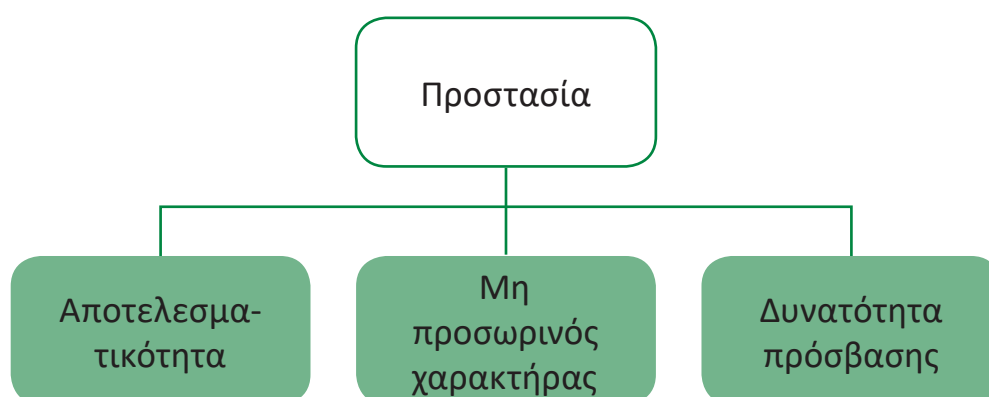 Προστασία
Αποτελεσμα-
τικότητα
Μη
προσωρινός
χαρακτήρας
Δυνατότητα
πρόσβασης